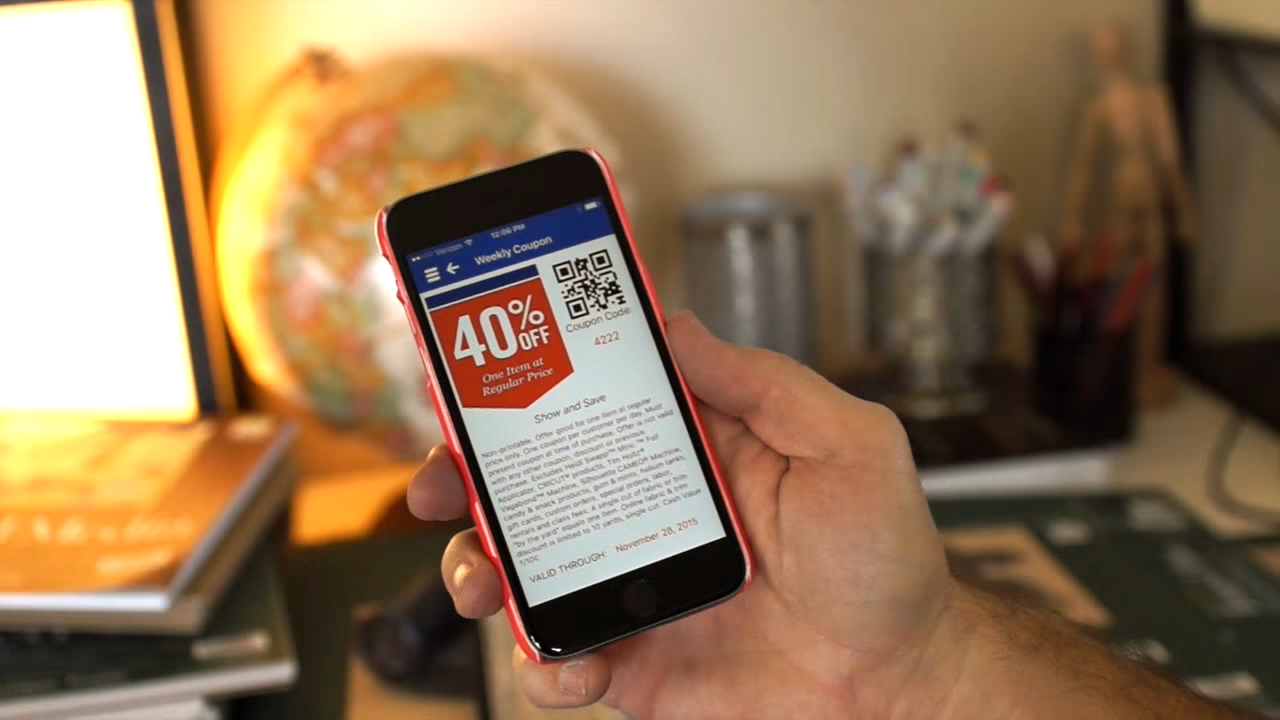 Verizon 12:06 PM
Weekly Coupon
40%
OFF
One Item at
Regular Price
Coupon Code:
4222
Show and Save
Non-printable. Offer good for one item at regular
price only. One coupon per customer per day. Must
present coupon at time of purchase. Offer is not valid
with any other coupon, discount or previous
purchase. Excludes Heidi Swapp™ Minc™ Foil
Applicator, CRICUT® products, Tim Holtz®
Vagabond™ Machine, Silhouette CAMEO® Machine,
candy & snack products, gum & mints, helium tanks,
gift cards, custom orders, special orders, labor,
rentals and class fees. A single cut of fabric or trim
"by the yard" equals one item. Online fabric & trim
discount is limited to 10 yards, single cut. Cash Value
1/10¢.
VALID THROUGH: November 28, 2015